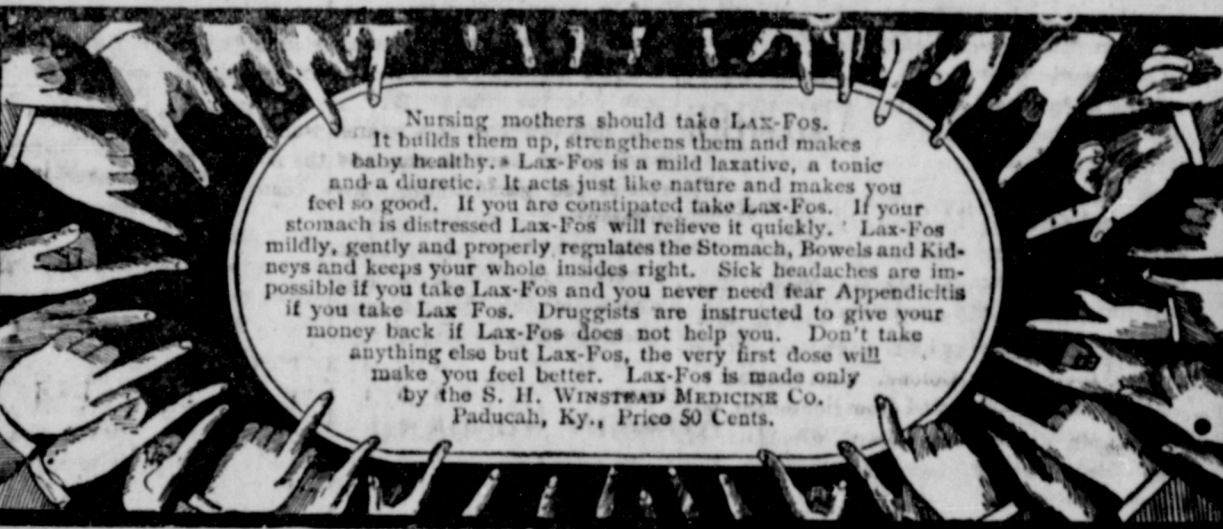 Nursing mothers should take LAX-FOS.
It builds them up, strengthens them and makes
baby healthy. Lax-Fos is a mild laxative, a tonic
and a diuretic. It acts just like nature and makes you
feel so good. If you are constipated take Lax-Fos. If your
stomach is distressed Lax-Fos will relieve it quickly. Lax-Fos
mildly, gently and properly regulates the Stomach, Bowels and Kid-
neys and keeps your whole insides right. Sick headaches are im-
possible if you take Lax-Fos and you never need fear Appendicitis
if you take Lax Fos. Druggists are instructed to give your
money back if Lax-Fos does not help you. Don't take
anything else but Lax-Fos, the very first dose will
make you feel better. Lax-Fos is made only
by the S. H. WINSTEAD MEDICINE CO.
Paducah, Ky., Price 50 Cents.